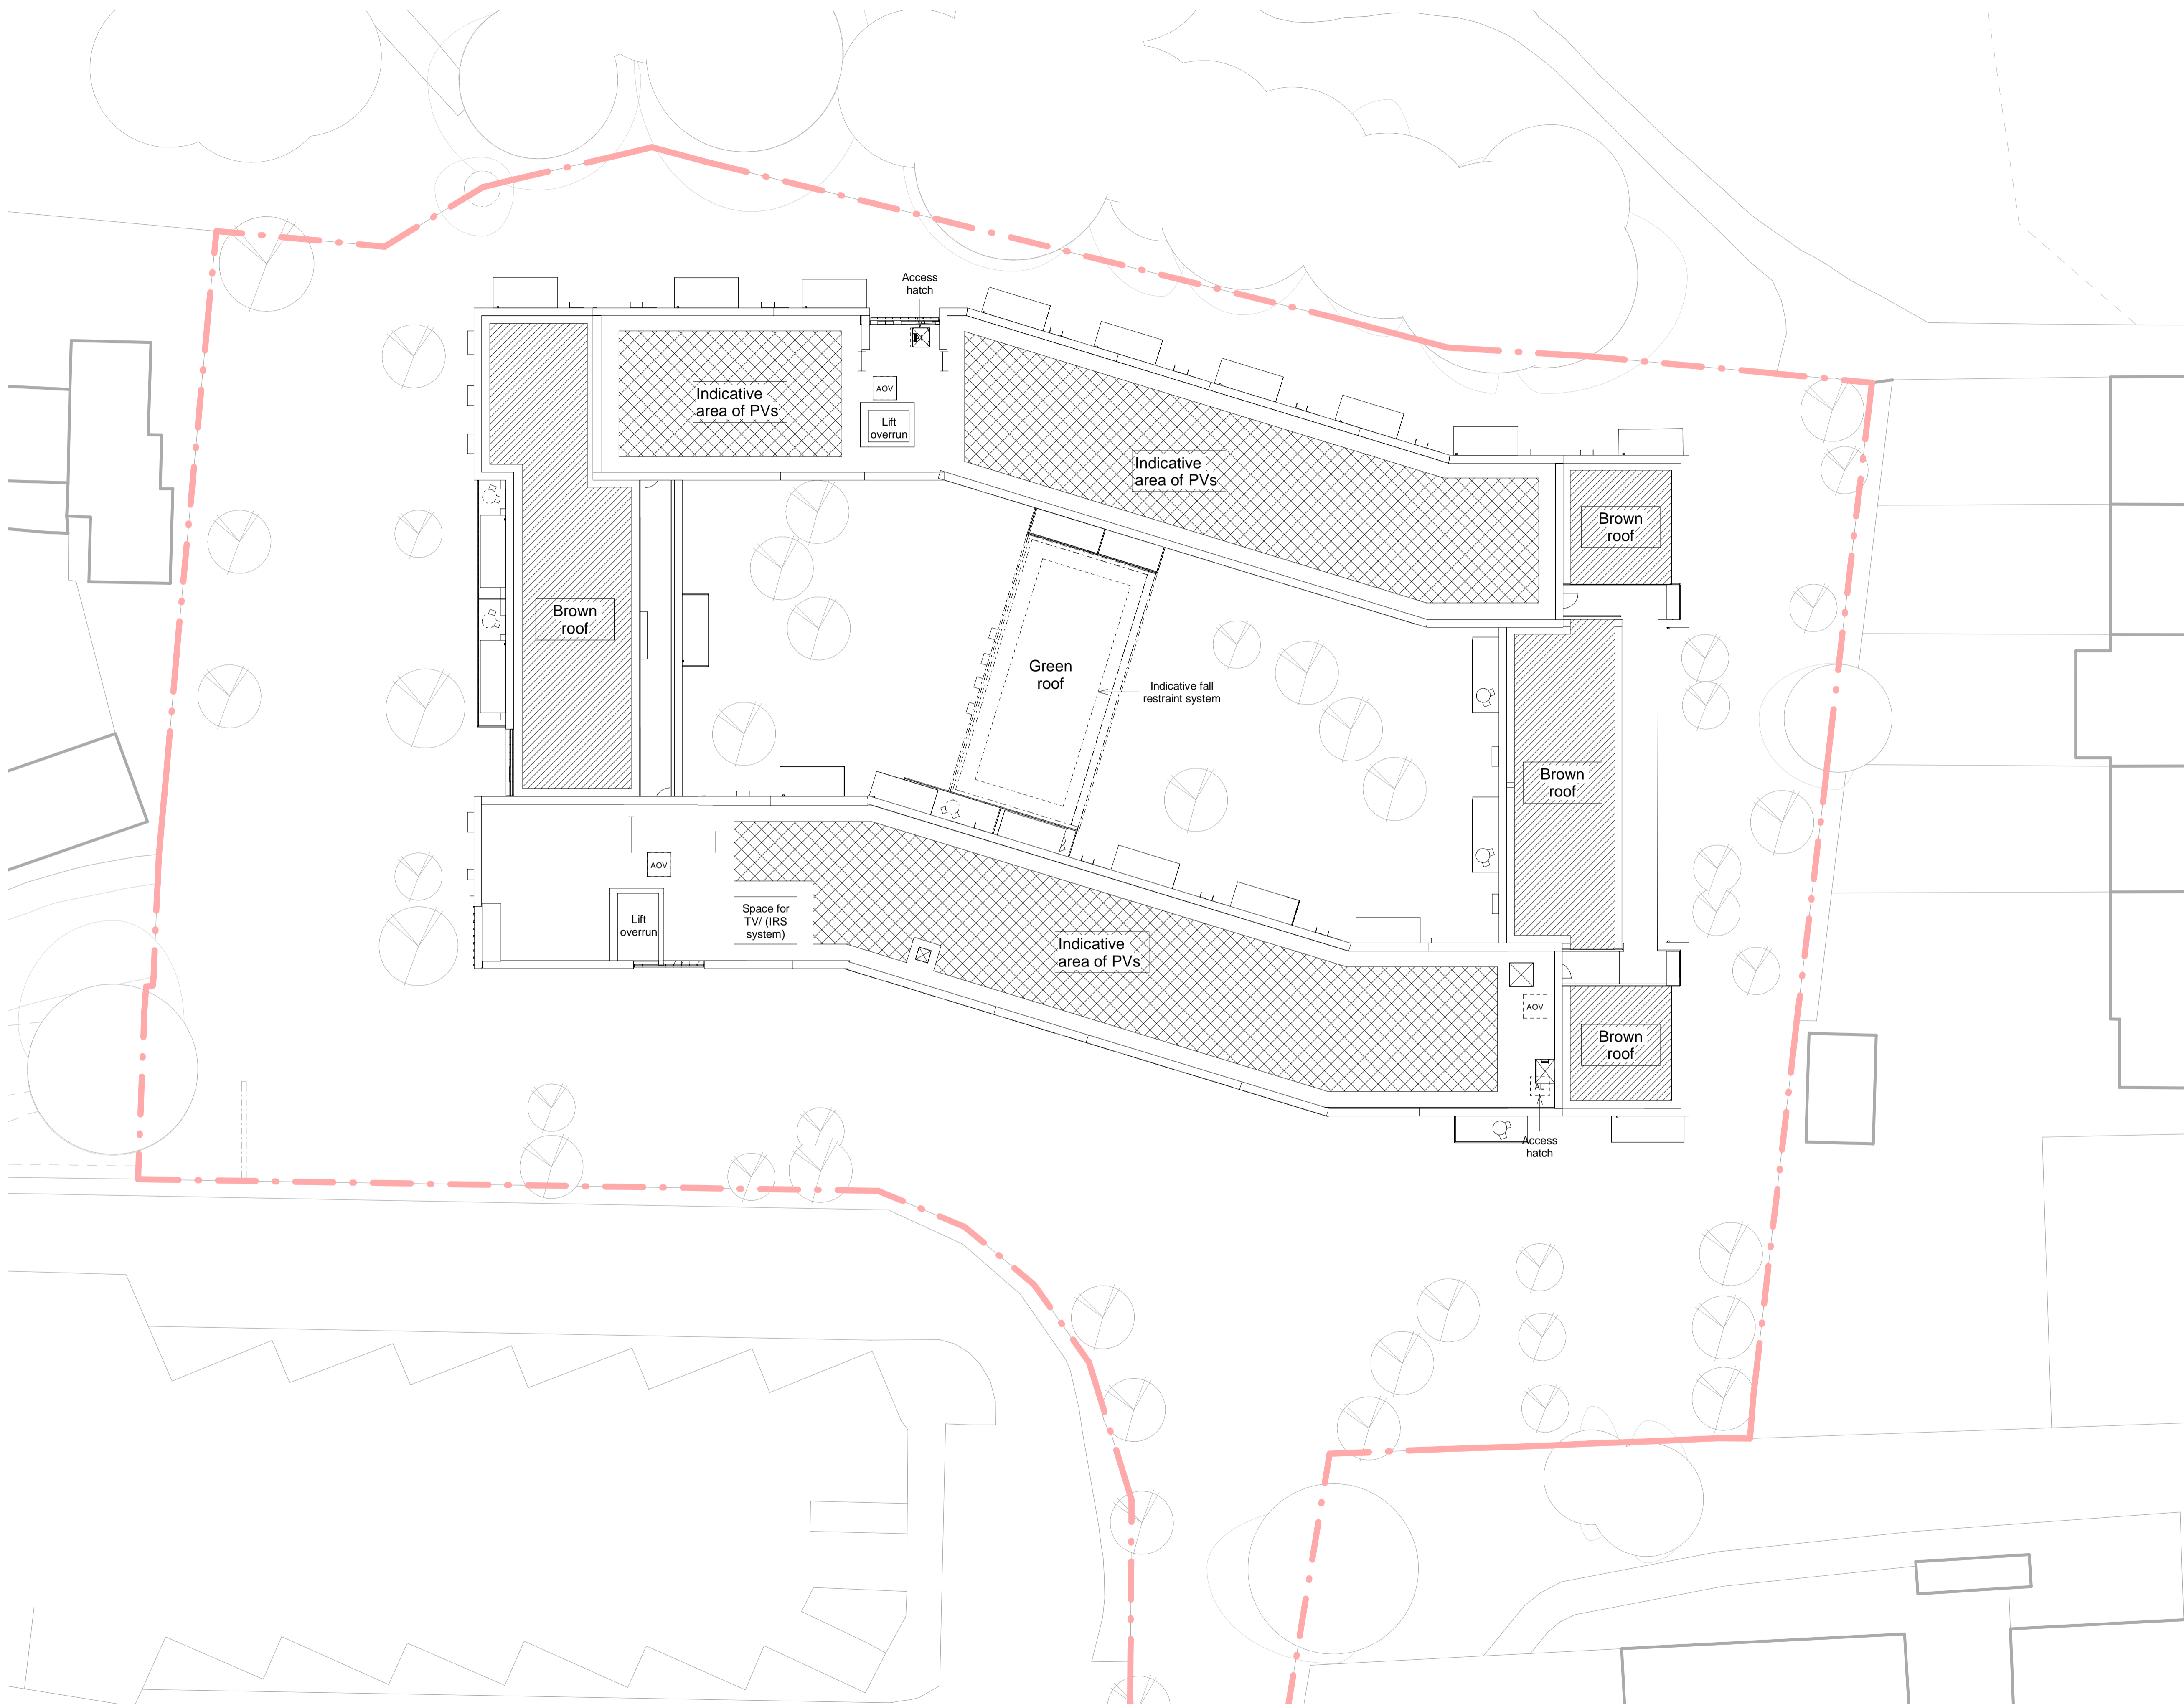 Access
hatch
Indicative
area of PVs
AOV
Lift
overrun
Indicative
area of PVs
Brown
roof
Brown
roof
Green
roof
Indicative fall
restraint system
Brown
roof
AOV
Lift
overrun
Space for
TV/ (IRS
system)
Indicative
area of PVs
AOV
Brown
roof
AL
Access
hatch